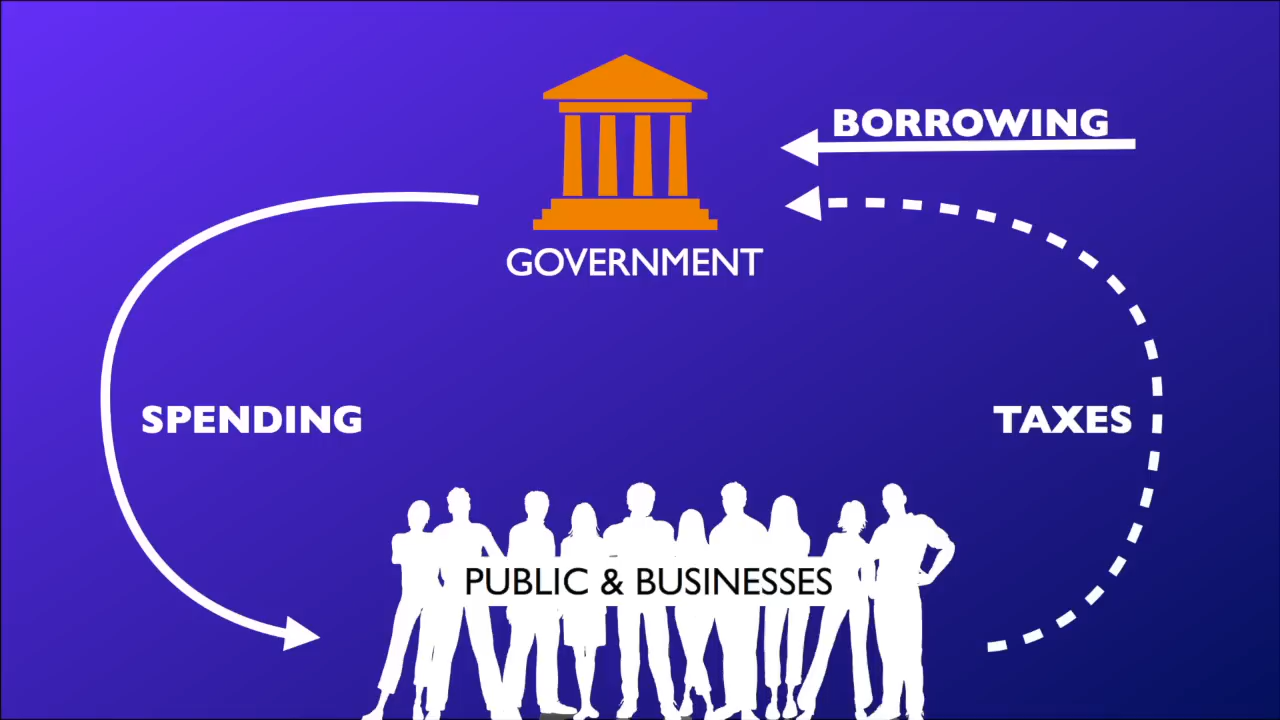 BORROWING
GOVERNMENT
SPENDING
TAXES
PUBLIC & BUSINESSES